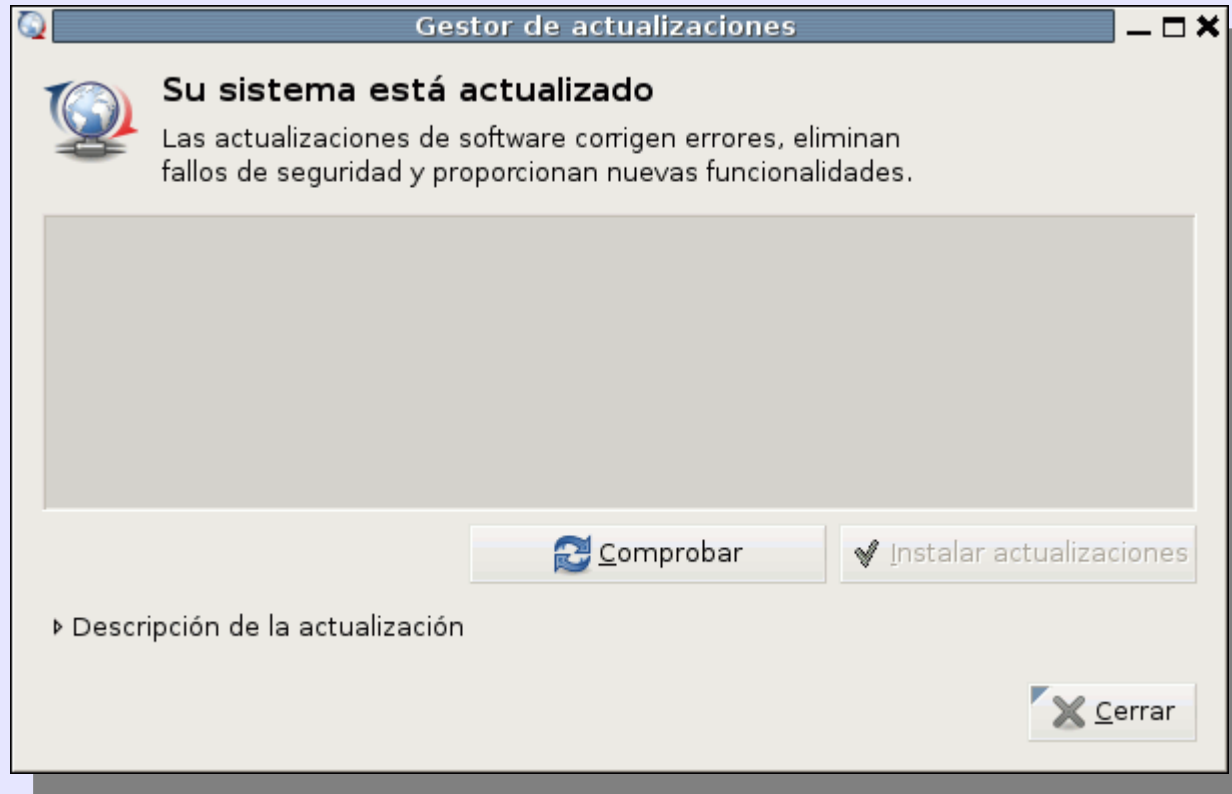 Gestor de actualizaciones
Su sistema está actualizado
Las actualizaciones de software corrigen errores, eliminan
fallos de seguridad y proporcionan nuevas funcionalidades.
Comprobar
Instalar actualizaciones
Descripción de la actualización
Cerrar